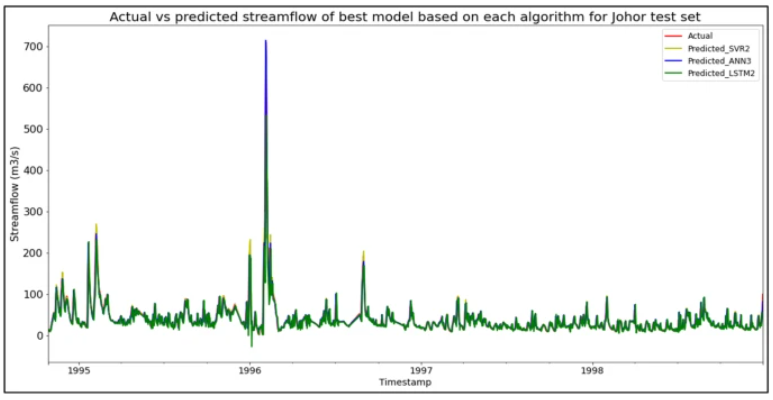 Actual vs predicted streamflow of best model based on each algorithm for Johor test set
Actual
Predicted_SVR2
Predicted_ANN3
Predicted_LSTM2
Streamflow (m3/s)
700
600
500
400
300
200
100
0
1995
1996
1997
1998
Timestamp